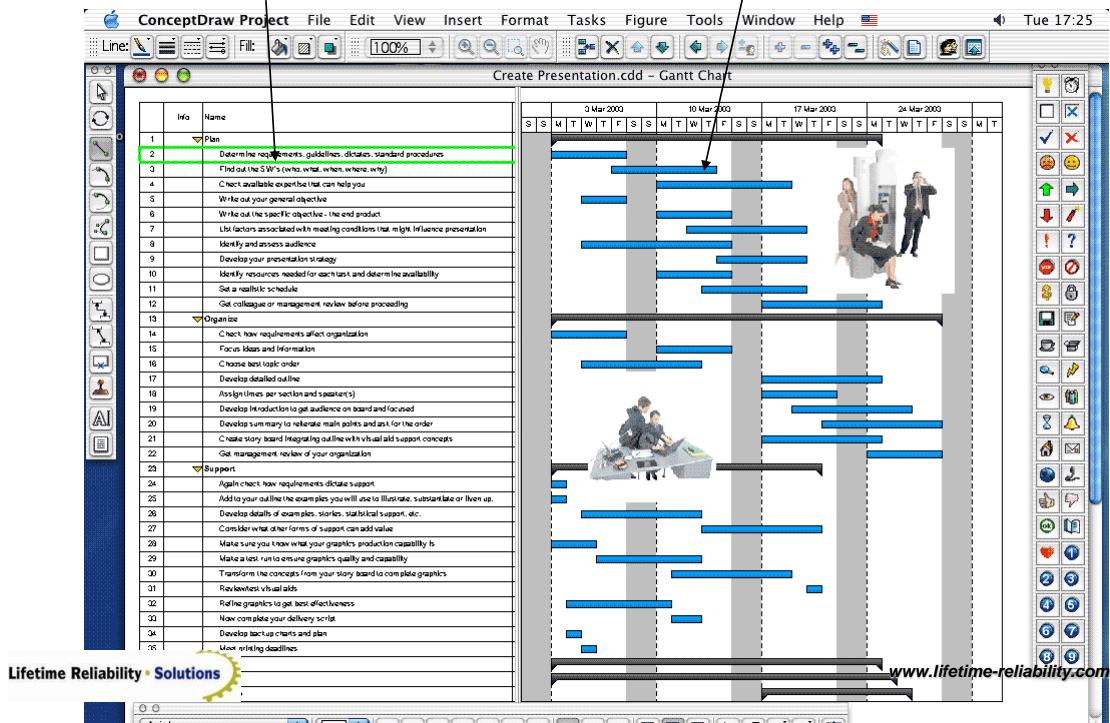 ConceptDraw Project File Edit View Insert Format Tasks Figure Tools Window Help Tue 17:25
Line: Fill: 100%
Create Presentation.cdd – Gantt Chart
Info Name 3 Mar 2003 10 Mar 2003 17 Mar 2003 24 Mar 2003
S S M T W T F S S M T W T F S S M T W T F S S M T W T F S S M T
1 Plan
2 Determine requirements, guidelines, dictates, standard procedures
3 Find out the 5W's (who, what, when, where, why)
4 Check available expertise that can help you
5 Write out your general objective
6 Write out the specific objective - the end product
7 List factors associated with meeting conditions that might influence presentation
8 Identify and assess audience
9 Develop your presentation strategy
10 Identify resources needed for each task and determine availability
11 Set a realistic schedule
12 Get colleague or management review before proceeding
13 Organize
14 Check how requirements affect organization
15 Focus ideas and information
16 Choose best topic order
17 Develop detailed outline
18 Assign times per section and speaker(s)
19 Develop introduction to get audience on board and focused
20 Develop summary to reiterate main points and ask for the order
21 Create story board integrating outline with visual aid support concepts
22 Get management review of your organization
23 Support
24 Again check how requirements dictate support
25 Add to your outline the examples you will use to illustrate, substantiate or liven up.
26 Develop details of examples, stories, statistical support, etc.
27 Consider what other forms of support can add value
28 Make sure you know what your graphics production capability is
29 Make a test run to ensure graphics quality and capability
30 Transform the concepts from your story board to complete graphics
31 Review/test visual aids
32 Refine graphics to get best effectiveness
33 Now complete your delivery script
34 Develop backup charts and plan
35 Meet printing deadlines
Lifetime Reliability • Solutions www.lifetime-reliability.com